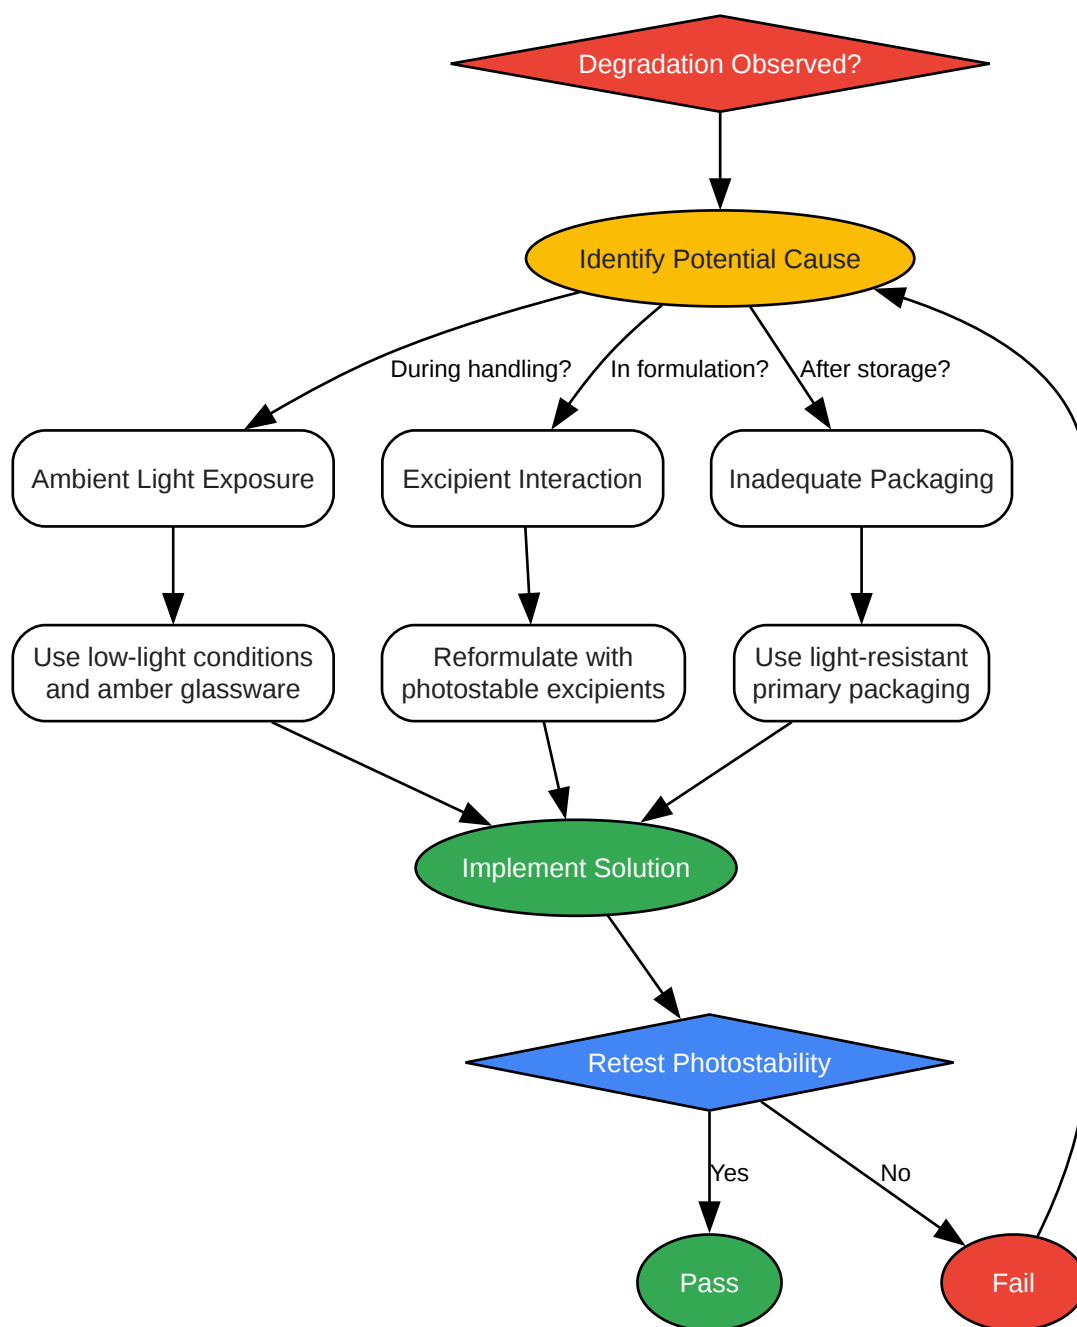 Degradation Observed?
Identify Potential Cause
During handling?
In formulation?
After storage?
Ambient Light Exposure
Excipient Interaction
Inadequate Packaging
Use low-light conditions
and amber glassware
Reformulate with
photostable excipients
Use light-resistant
primary packaging
Implement Solution
Retest Photostability
Yes
No
Pass
Fail